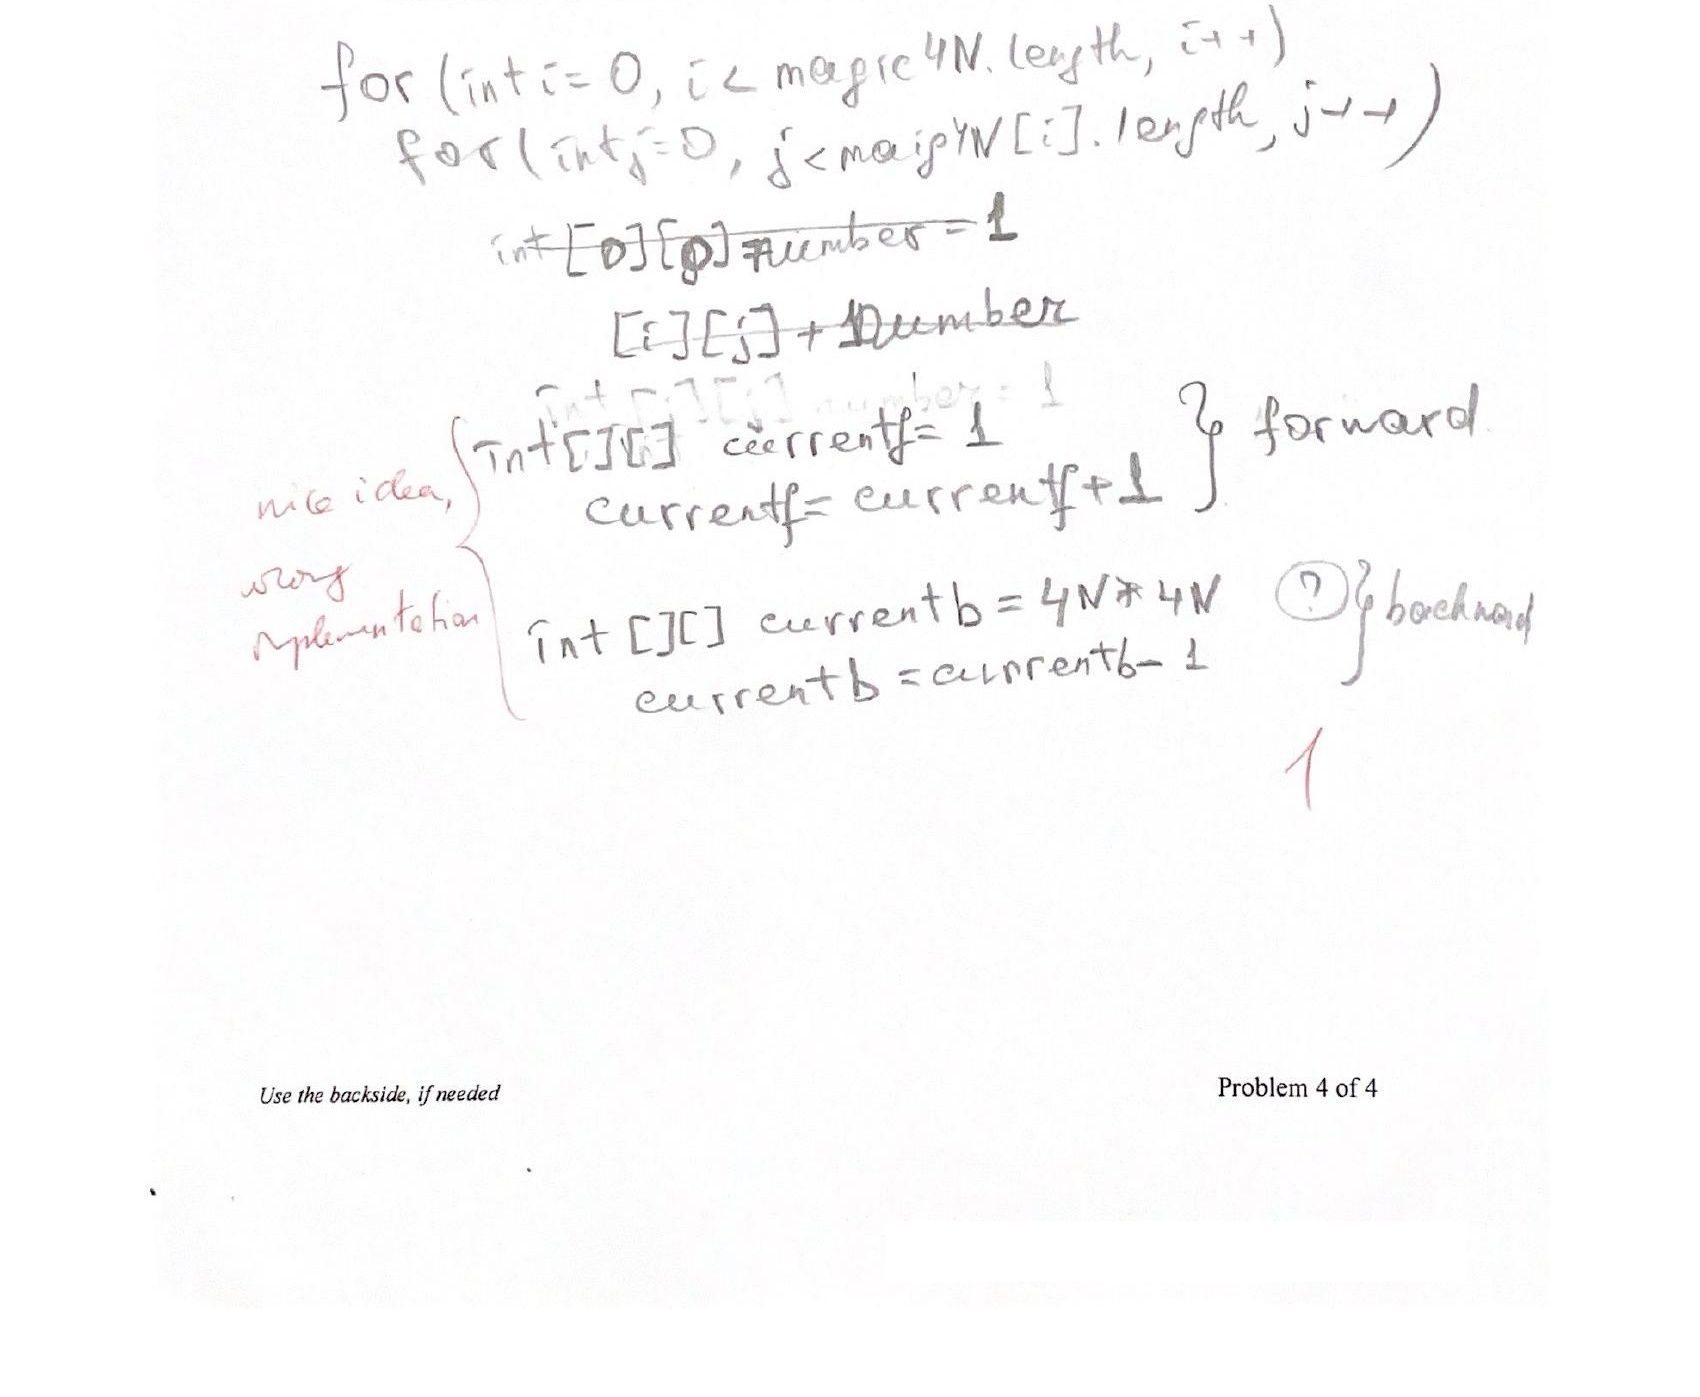 for (int i = 0, i < magic4N.length, i++)
for (int j = 0, j < maigYN[i].length, j++)
int [0][0] number = 1
[i][j] + 1 number
int [ ][ ] number = 1
int [][] currentf = 1
currentf = currentf + 1
} forward
nice idea,
wrong
implementation
int [][] currentb = 4N * 4N
currentb = currentb - 1
? } backward
1
Use the backside, if needed
Problem 4 of 4